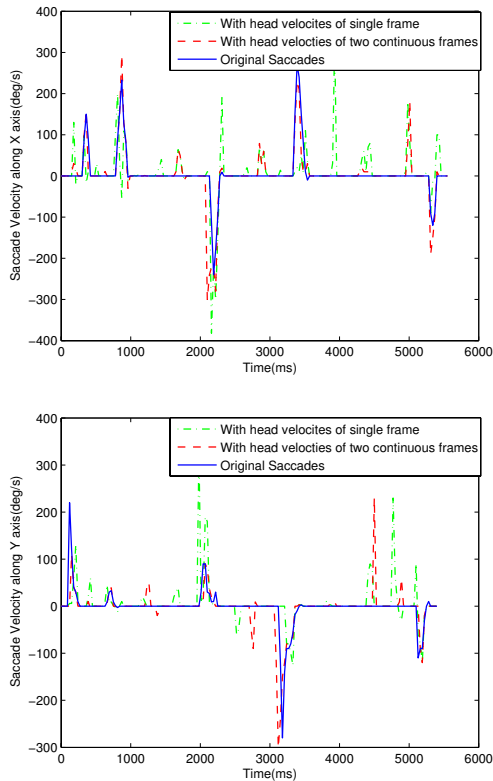 400
300
200
100
0
−100
−200
−300
−400
Saccade Velocity along X axis(deg/s)
With head velocites of single frame
With head velocties of two continuous frames
Original Saccades
0 1000 2000 3000 4000 5000 6000
Time(ms)
400
300
200
100
0
−100
−200
−300
Saccade Velocity along Y axis(deg/s)
With head velocites of single frame
With head velocties of two continuous frames
Original Saccades
0 1000 2000 3000 4000 5000 6000
Time(ms)